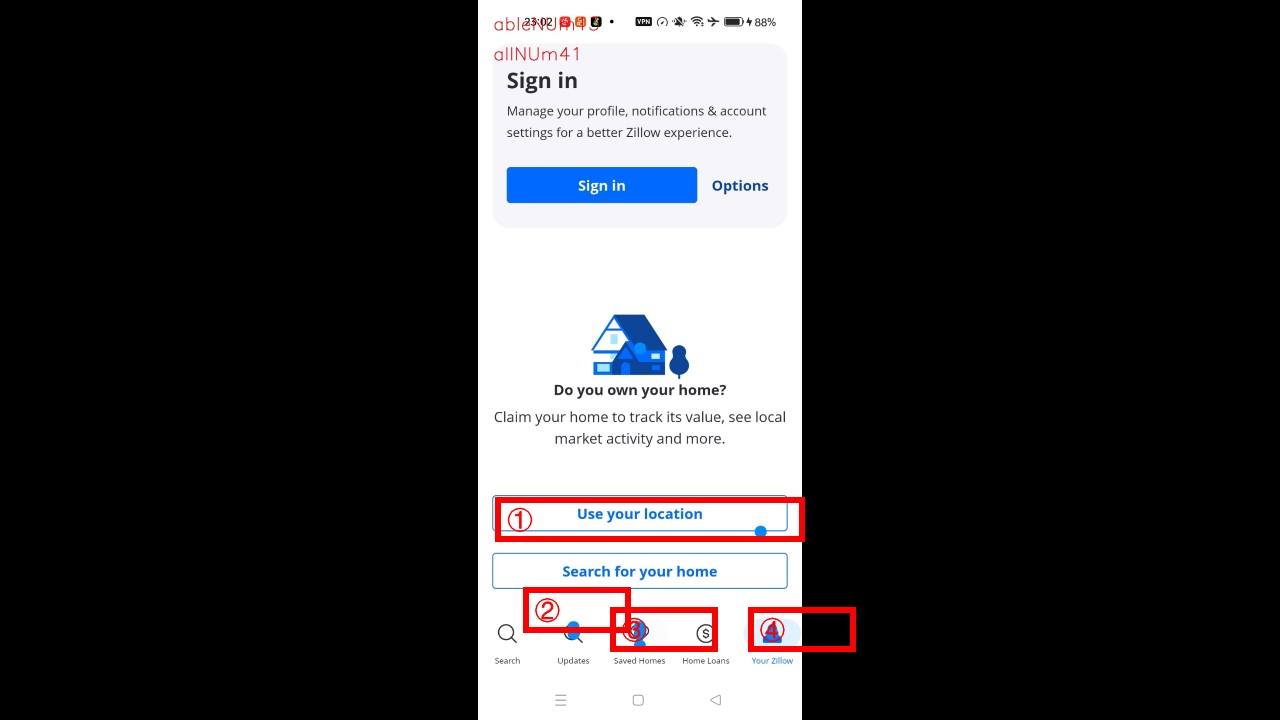 23:02
VPN
88%
allNUm41
Sign in
Manage your profile, notifications & account
settings for a better Zillow experience.
Sign in Options
Do you own your home?
Claim your home to track its value, see local
market activity and more.
① Use your location
Search for your home
②
③ $ ④
Search Updates Saved Homes Home Loans Your Zillow